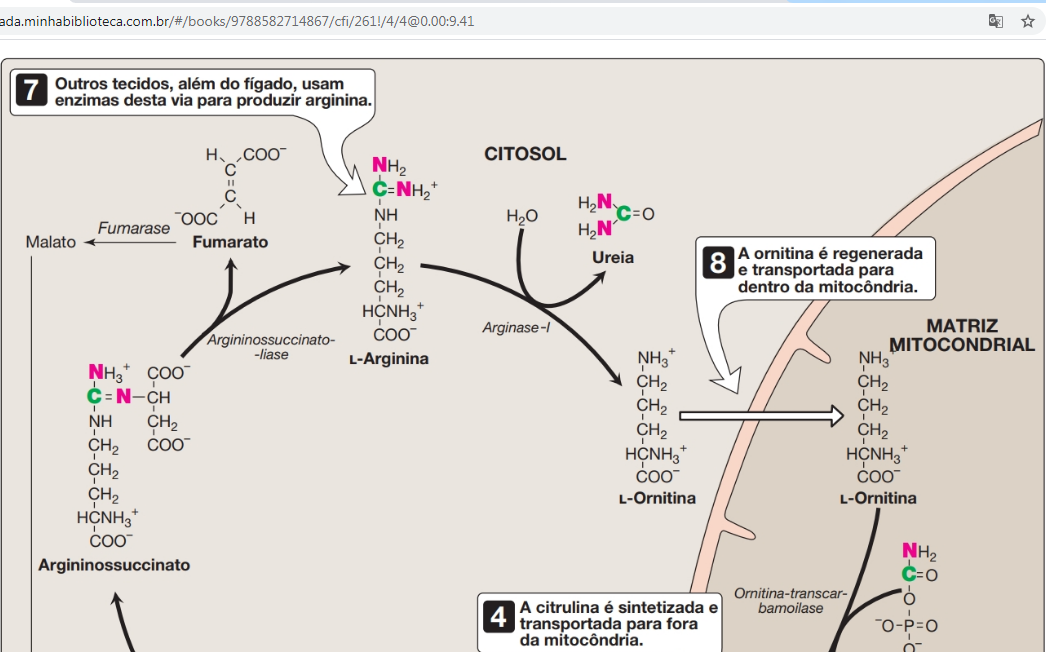 ada.minhabiblioteca.com.br/#/books/9788582714867/cfi/261!/4/4@0.00:9.41
7 Outros tecidos, além do fígado, usam
enzimas desta via para produzir arginina.
CITOSOL
H COO⁻
C
C
⁻OOC H
Fumarato
Fumarase
Malato
NH₂
C=NH₂⁺
NH
CH₂
CH₂
CH₂
HCNH₃⁺
COO⁻
L-Arginina
Argininossuccinato-
-liase
H₂O
H₂N
C=O
H₂N
Ureia
Arginase-I
8 A ornitina é regenerada
e transportada para
dentro da mitocôndria.
MATRIZ
MITOCONDRIAL
NH₃⁺ COO⁻
C=N–CH
NH CH₂
CH₂ COO⁻
CH₂
CH₂
HCNH₃⁺
COO⁻
Argininossuccinato
NH₃⁺
CH₂
CH₂
CH₂
HCNH₃⁺
COO⁻
L-Ornitina
NH₃⁺
CH₂
CH₂
CH₂
HCNH₃⁺
COO⁻
L-Ornitina
4 A citrulina é sintetizada e
transportada para fora
da mitocôndria.
Ornitina-transcar-
bamoilase
NH₂
C=O
O
⁻O–P=O
O⁻